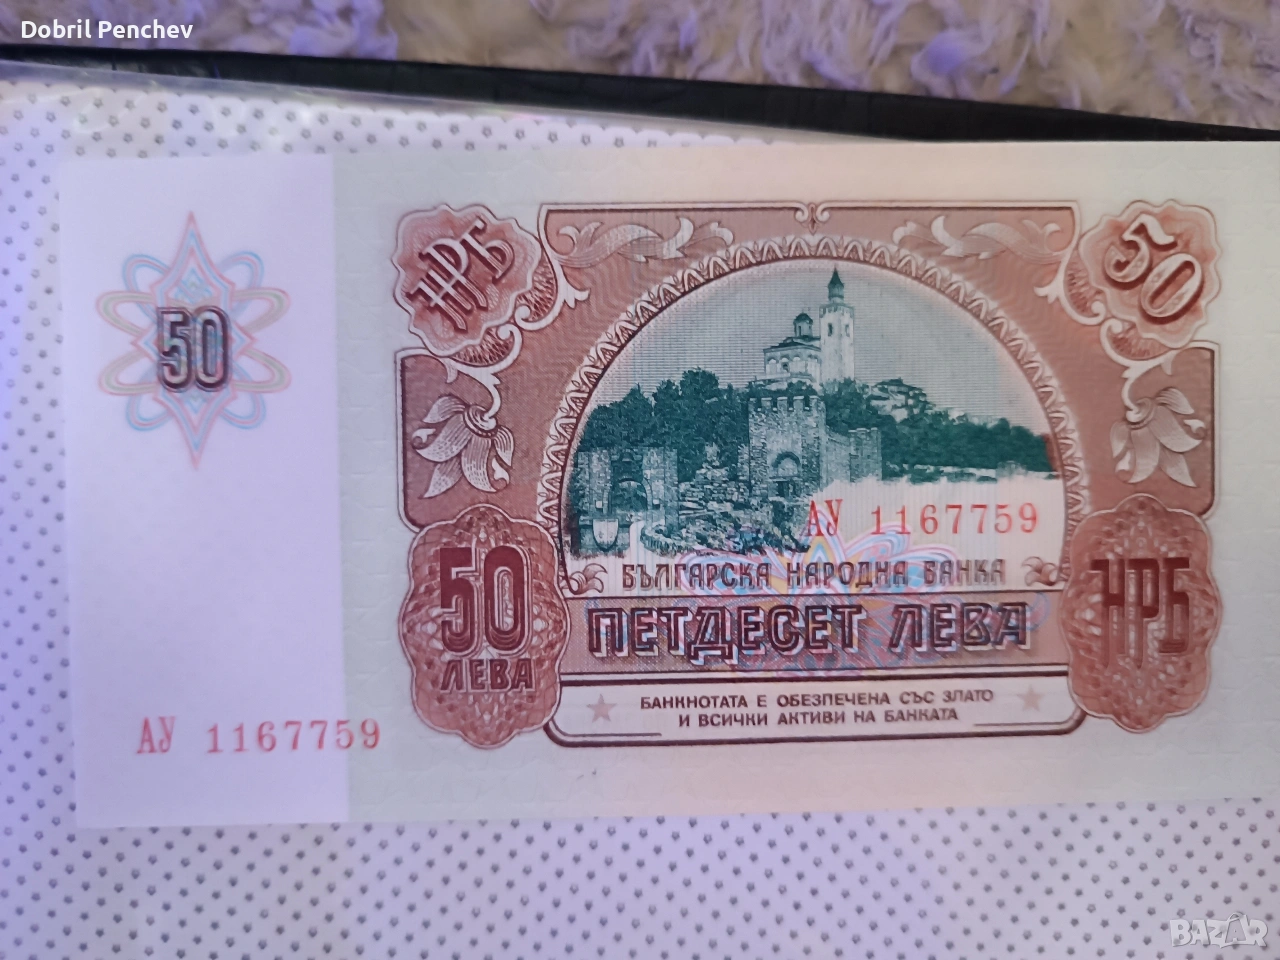 Dobril Penchev
НРБ
50
50
АУ 1167759
БЪЛГАРСКА НАРОДНА БАНКА
ПЕТДЕСЕТ ЛЕВА
50
ЛЕВА
НРБ
БАНКНОТАТА Е ОБЕЗПЕЧЕНА СЪС ЗЛАТО
И ВСИЧКИ АКТИВИ НА БАНКАТА
АУ 1167759
BAZAR